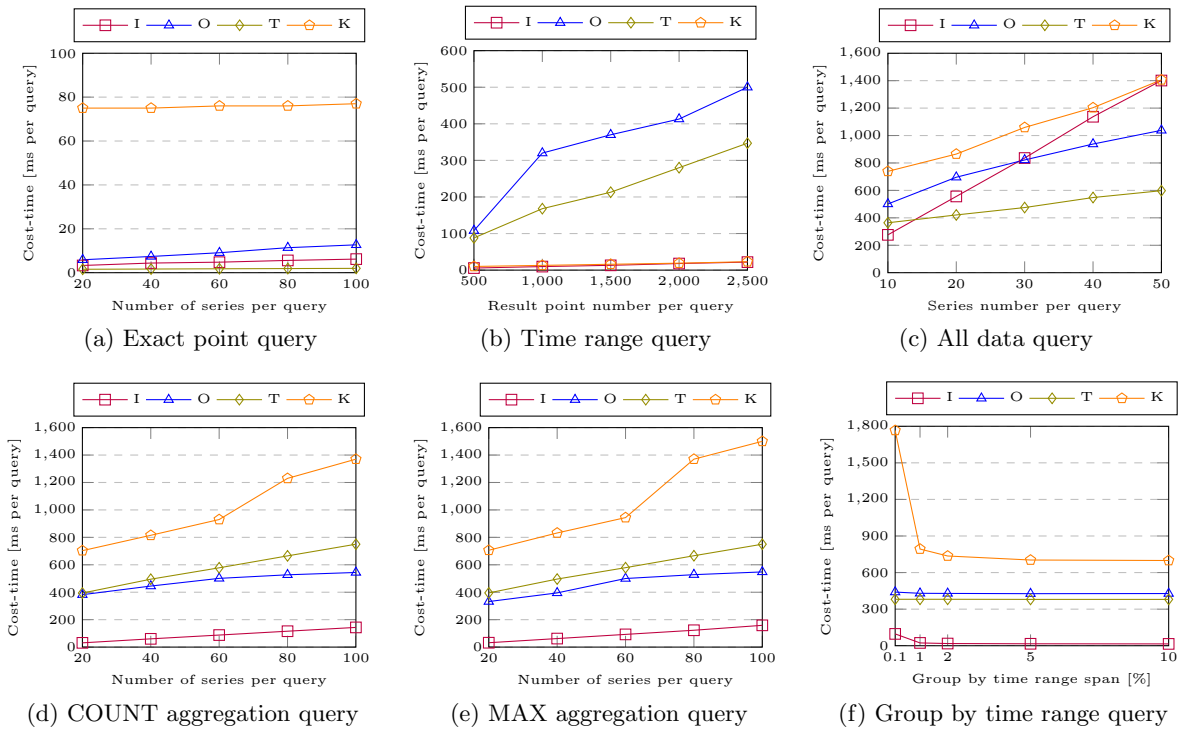 I O T K
100
80
60
40
20
0
Cost-time [ms per query]
20 40 60 80 100
Number of series per query
(a) Exact point query
I O T K
600
500
400
300
200
100
0
Cost-time [ms per query]
500 1,000 1,500 2,000 2,500
Result point number per query
(b) Time range query
I O T K
1,600
1,400
1,200
1,000
800
600
400
200
0
Cost-time [ms per query]
10 20 30 40 50
Series number per query
(c) All data query
I O T K
1,600
1,400
1,200
1,000
800
600
400
200
0
Cost-time [ms per query]
20 40 60 80 100
Number of series per query
(d) COUNT aggregation query
I O T K
1,600
1,400
1,200
1,000
800
600
400
200
0
Cost-time [ms per query]
20 40 60 80 100
Number of series per query
(e) MAX aggregation query
I O T K
1,800
1,500
1,200
900
600
300
0
Cost-time [ms per query]
0.1 1 2 5 10
Group by time range span [%]
(f) Group by time range query